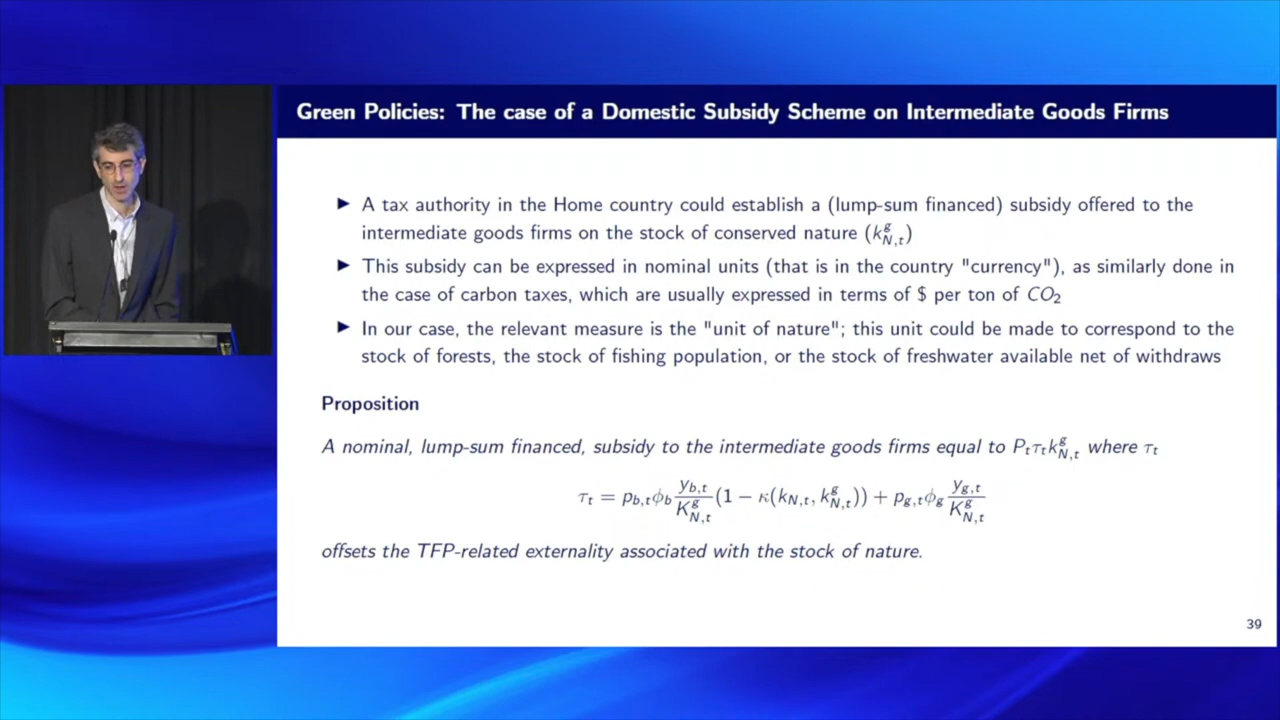 Green Policies: The case of a Domestic Subsidy Scheme on Intermediate Goods Firms
► A tax authority in the Home country could establish a (lump-sum financed) subsidy offered to the
intermediate goods firms on the stock of conserved nature (k^g_{N,t})
► This subsidy can be expressed in nominal units (that is in the country "currency"), as similarly done in
the case of carbon taxes, which are usually expressed in terms of $ per ton of CO₂
► In our case, the relevant measure is the "unit of nature"; this unit could be made to correspond to the
stock of forests, the stock of fishing population, or the stock of freshwater available net of withdraws
Proposition
A nominal, lump-sum financed, subsidy to the intermediate goods firms equal to P_tτ_tk^g_{N,t} where τ_t
τ_t = p_{b,t}ϕ_b y_{b,t}/K^g_{N,t} (1 − κ(k_{N,t}, k^g_{N,t})) + p_{g,t}ϕ_g y_{g,t}/K^g_{N,t}
offsets the TFP-related externality associated with the stock of nature.
39